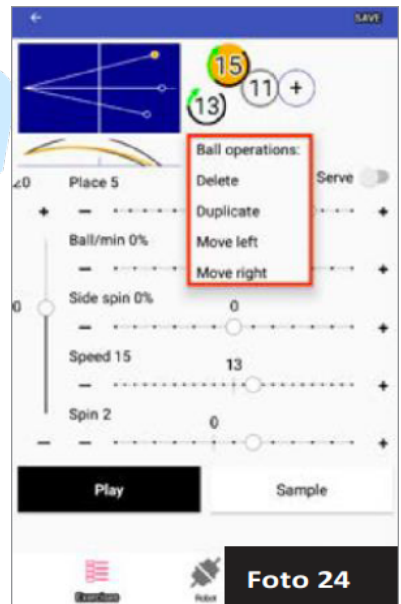 SAVE
15
11 +
13
Ball operations:
Delete
Duplicate
Move left
Move right
20 Place 5 Serve
+ -
+
Ball/min 0%
- +
Side spin 0%
0 0
- +
Speed 15
13
- +
Spin 2
0
- - +
Play Sample
Exercises Robot
Foto 24